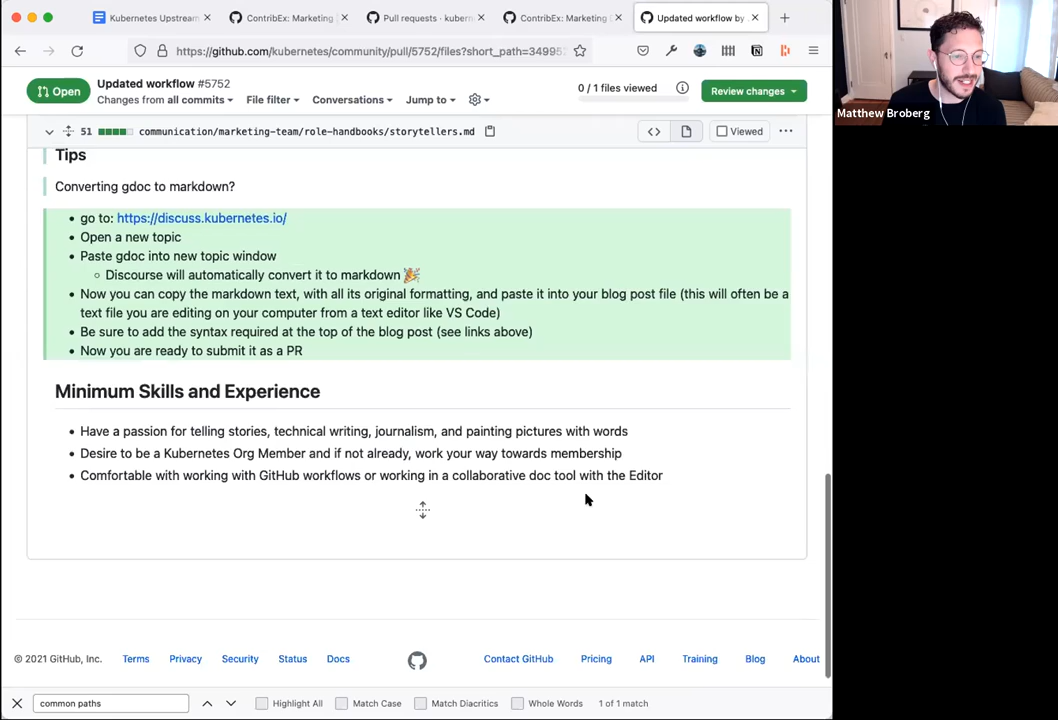 Kubernetes Upstream
ContribEx: Marketing
Pull requests · kubern
ContribEx: Marketing
Updated workflow by
https://github.com/kubernetes/community/pull/5752/files?short_path=34995
Open
Updated workflow #5752
Changes from all commits
File filter
Conversations
Jump to
0 / 1 files viewed
Review changes
Matthew Broberg
51 communication/marketing-team/role-handbooks/storytellers.md
Viewed
Tips
Converting gdoc to markdown?
go to: https://discuss.kubernetes.io/
Open a new topic
Paste gdoc into new topic window
Discourse will automatically convert it to markdown 🎉
Now you can copy the markdown text, with all its original formatting, and paste it into your blog post file (this will often be a
text file you are editing on your computer from a text editor like VS Code)
Be sure to add the syntax required at the top of the blog post (see links above)
Now you are ready to submit it as a PR
Minimum Skills and Experience
Have a passion for telling stories, technical writing, journalism, and painting pictures with words
Desire to be a Kubernetes Org Member and if not already, work your way towards membership
Comfortable with working with GitHub workflows or working in a collaborative doc tool with the Editor
© 2021 GitHub, Inc.
Terms
Privacy
Security
Status
Docs
Contact GitHub
Pricing
API
Training
Blog
About
common paths
Highlight All
Match Case
Match Diacritics
Whole Words
1 of 1 match